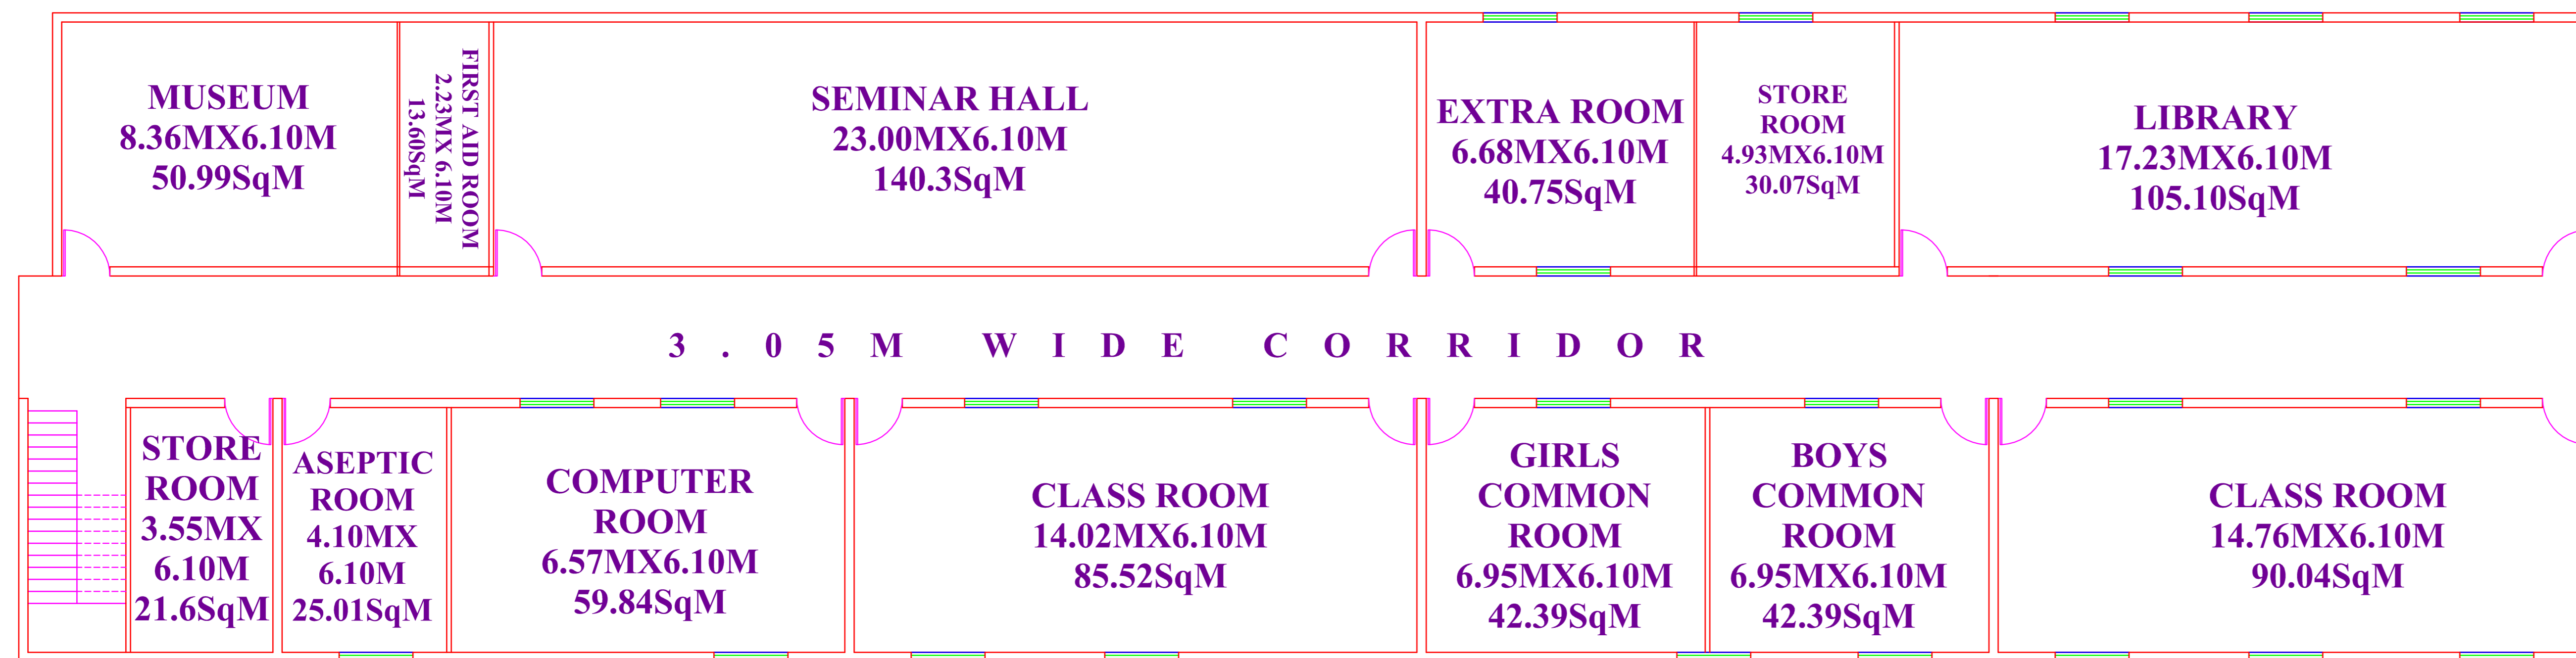 MUSEUM
8.36MX6.10M
50.99SqM
FIRST AID ROOM
2.23MX 6.10M
13.60SqM
SEMINAR HALL
23.00MX6.10M
140.3SqM
EXTRA ROOM
6.68MX6.10M
40.75SqM
STORE
ROOM
4.93MX6.10M
30.07SqM
LIBRARY
17.23MX6.10M
105.10SqM
3.05M WIDE CORRIDOR
STORE
ROOM
3.55MX
6.10M
21.6SqM
ASEPTIC
ROOM
4.10MX
6.10M
25.01SqM
COMPUTER
ROOM
6.57MX6.10M
59.84SqM
CLASS ROOM
14.02MX6.10M
85.52SqM
GIRLS
COMMON
ROOM
6.95MX6.10M
42.39SqM
BOYS
COMMON
ROOM
6.95MX6.10M
42.39SqM
CLASS ROOM
14.76MX6.10M
90.04SqM